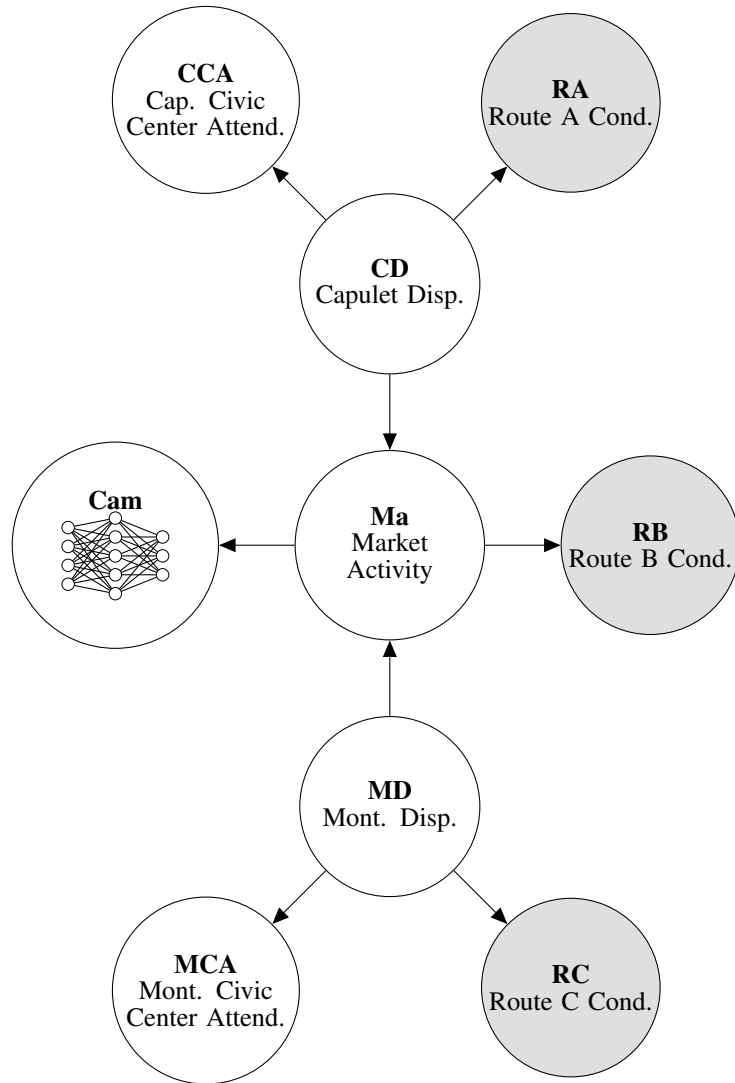 CCA
Cap. Civic
Center Attend.
RA
Route A Cond.
CD
Capulet Disp.
Cam
Ma
Market
Activity
RB
Route B Cond.
MD
Mont. Disp.
MCA
Mont. Civic
Center Attend.
RC
Route C Cond.